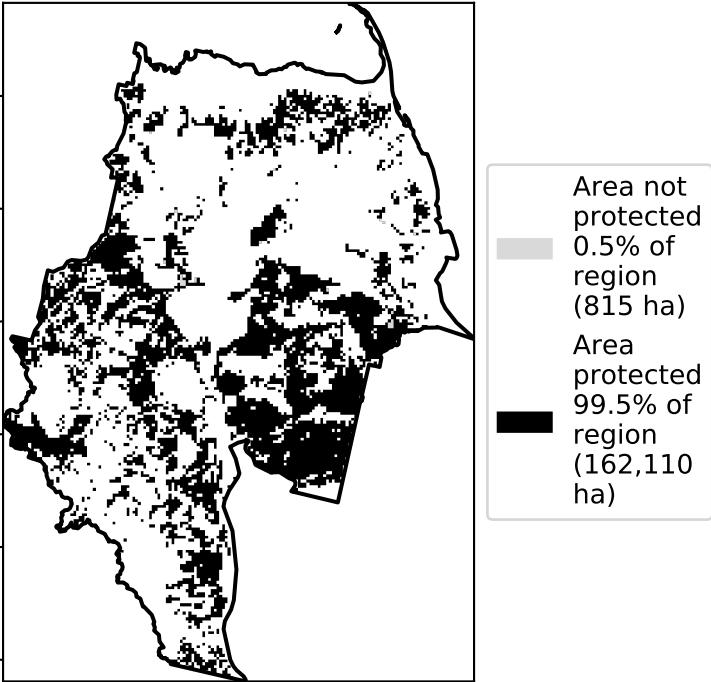 Area not
protected
0.5% of
region
(815 ha)
Area
protected
99.5% of
region
(162,110
ha)